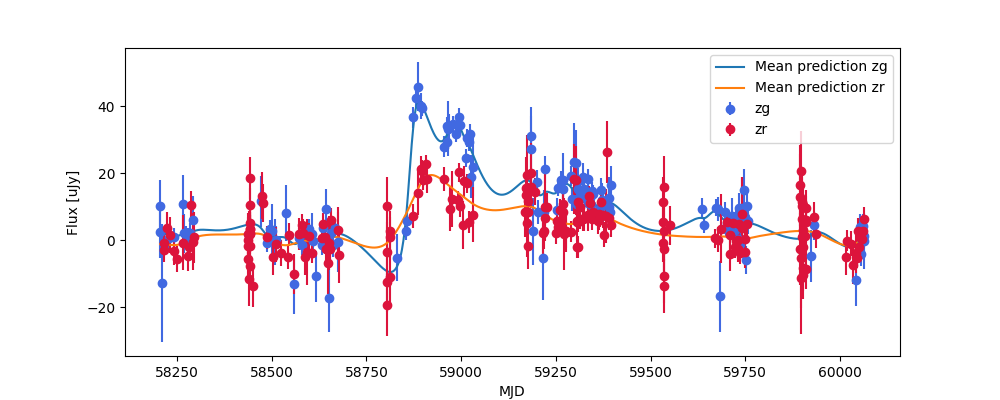 Mean prediction zg
Mean prediction zr
zg
zr
Flux [uJy]
40
20
0
−20
58250 58500 58750 59000 59250 59500 59750 60000
MJD